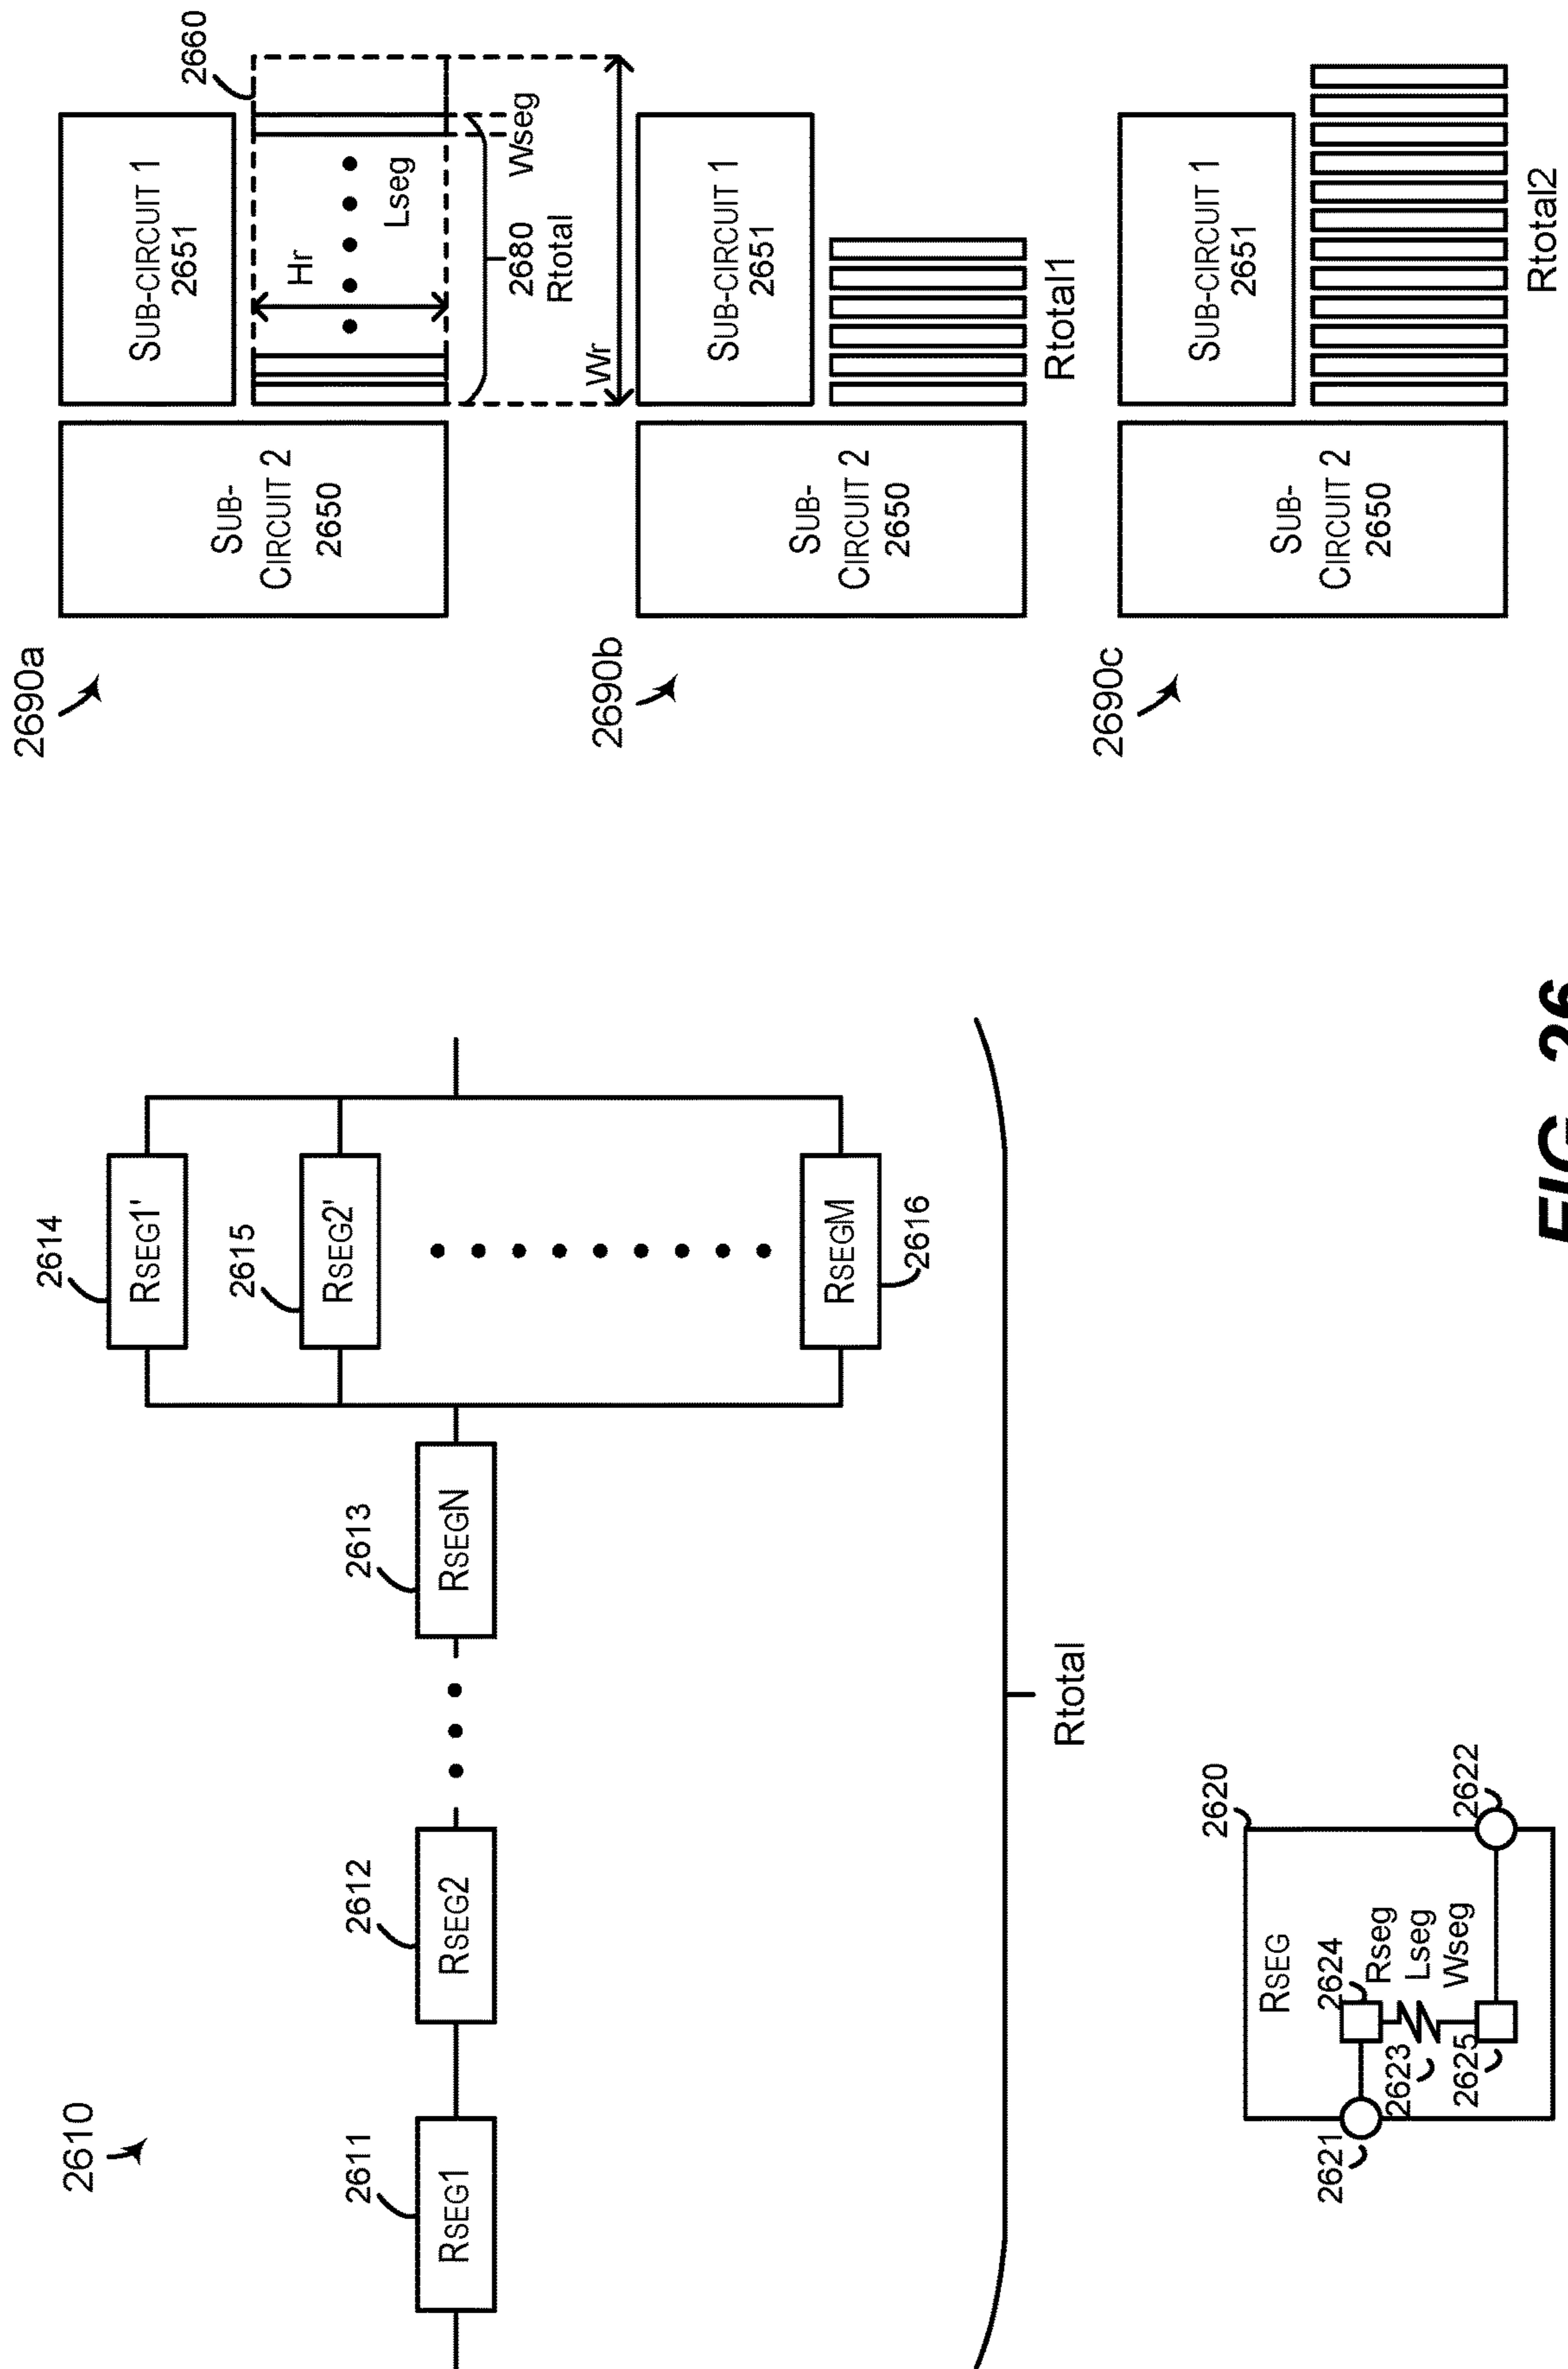 2610
2611
RSEG1
2612
RSEG2
2613
RSEGN
2614
RSEG1'
2615
RSEG2'
RSEGM
2616
Rtotal
2620
RSEG
2621
2624
Rseg
Lseg
Wseg
2623
2625
2622
2690a
SUB-
CIRCUIT 2
2650
SUB-CIRCUIT 1
2651
2660
Hr
Lseg
Wseg
2680
Rtotal
Wr
2690b
SUB-
CIRCUIT 2
2650
SUB-CIRCUIT 1
2651
Rtotal1
2690c
SUB-
CIRCUIT 2
2650
SUB-CIRCUIT 1
2651
Rtotal2
FIG. 26